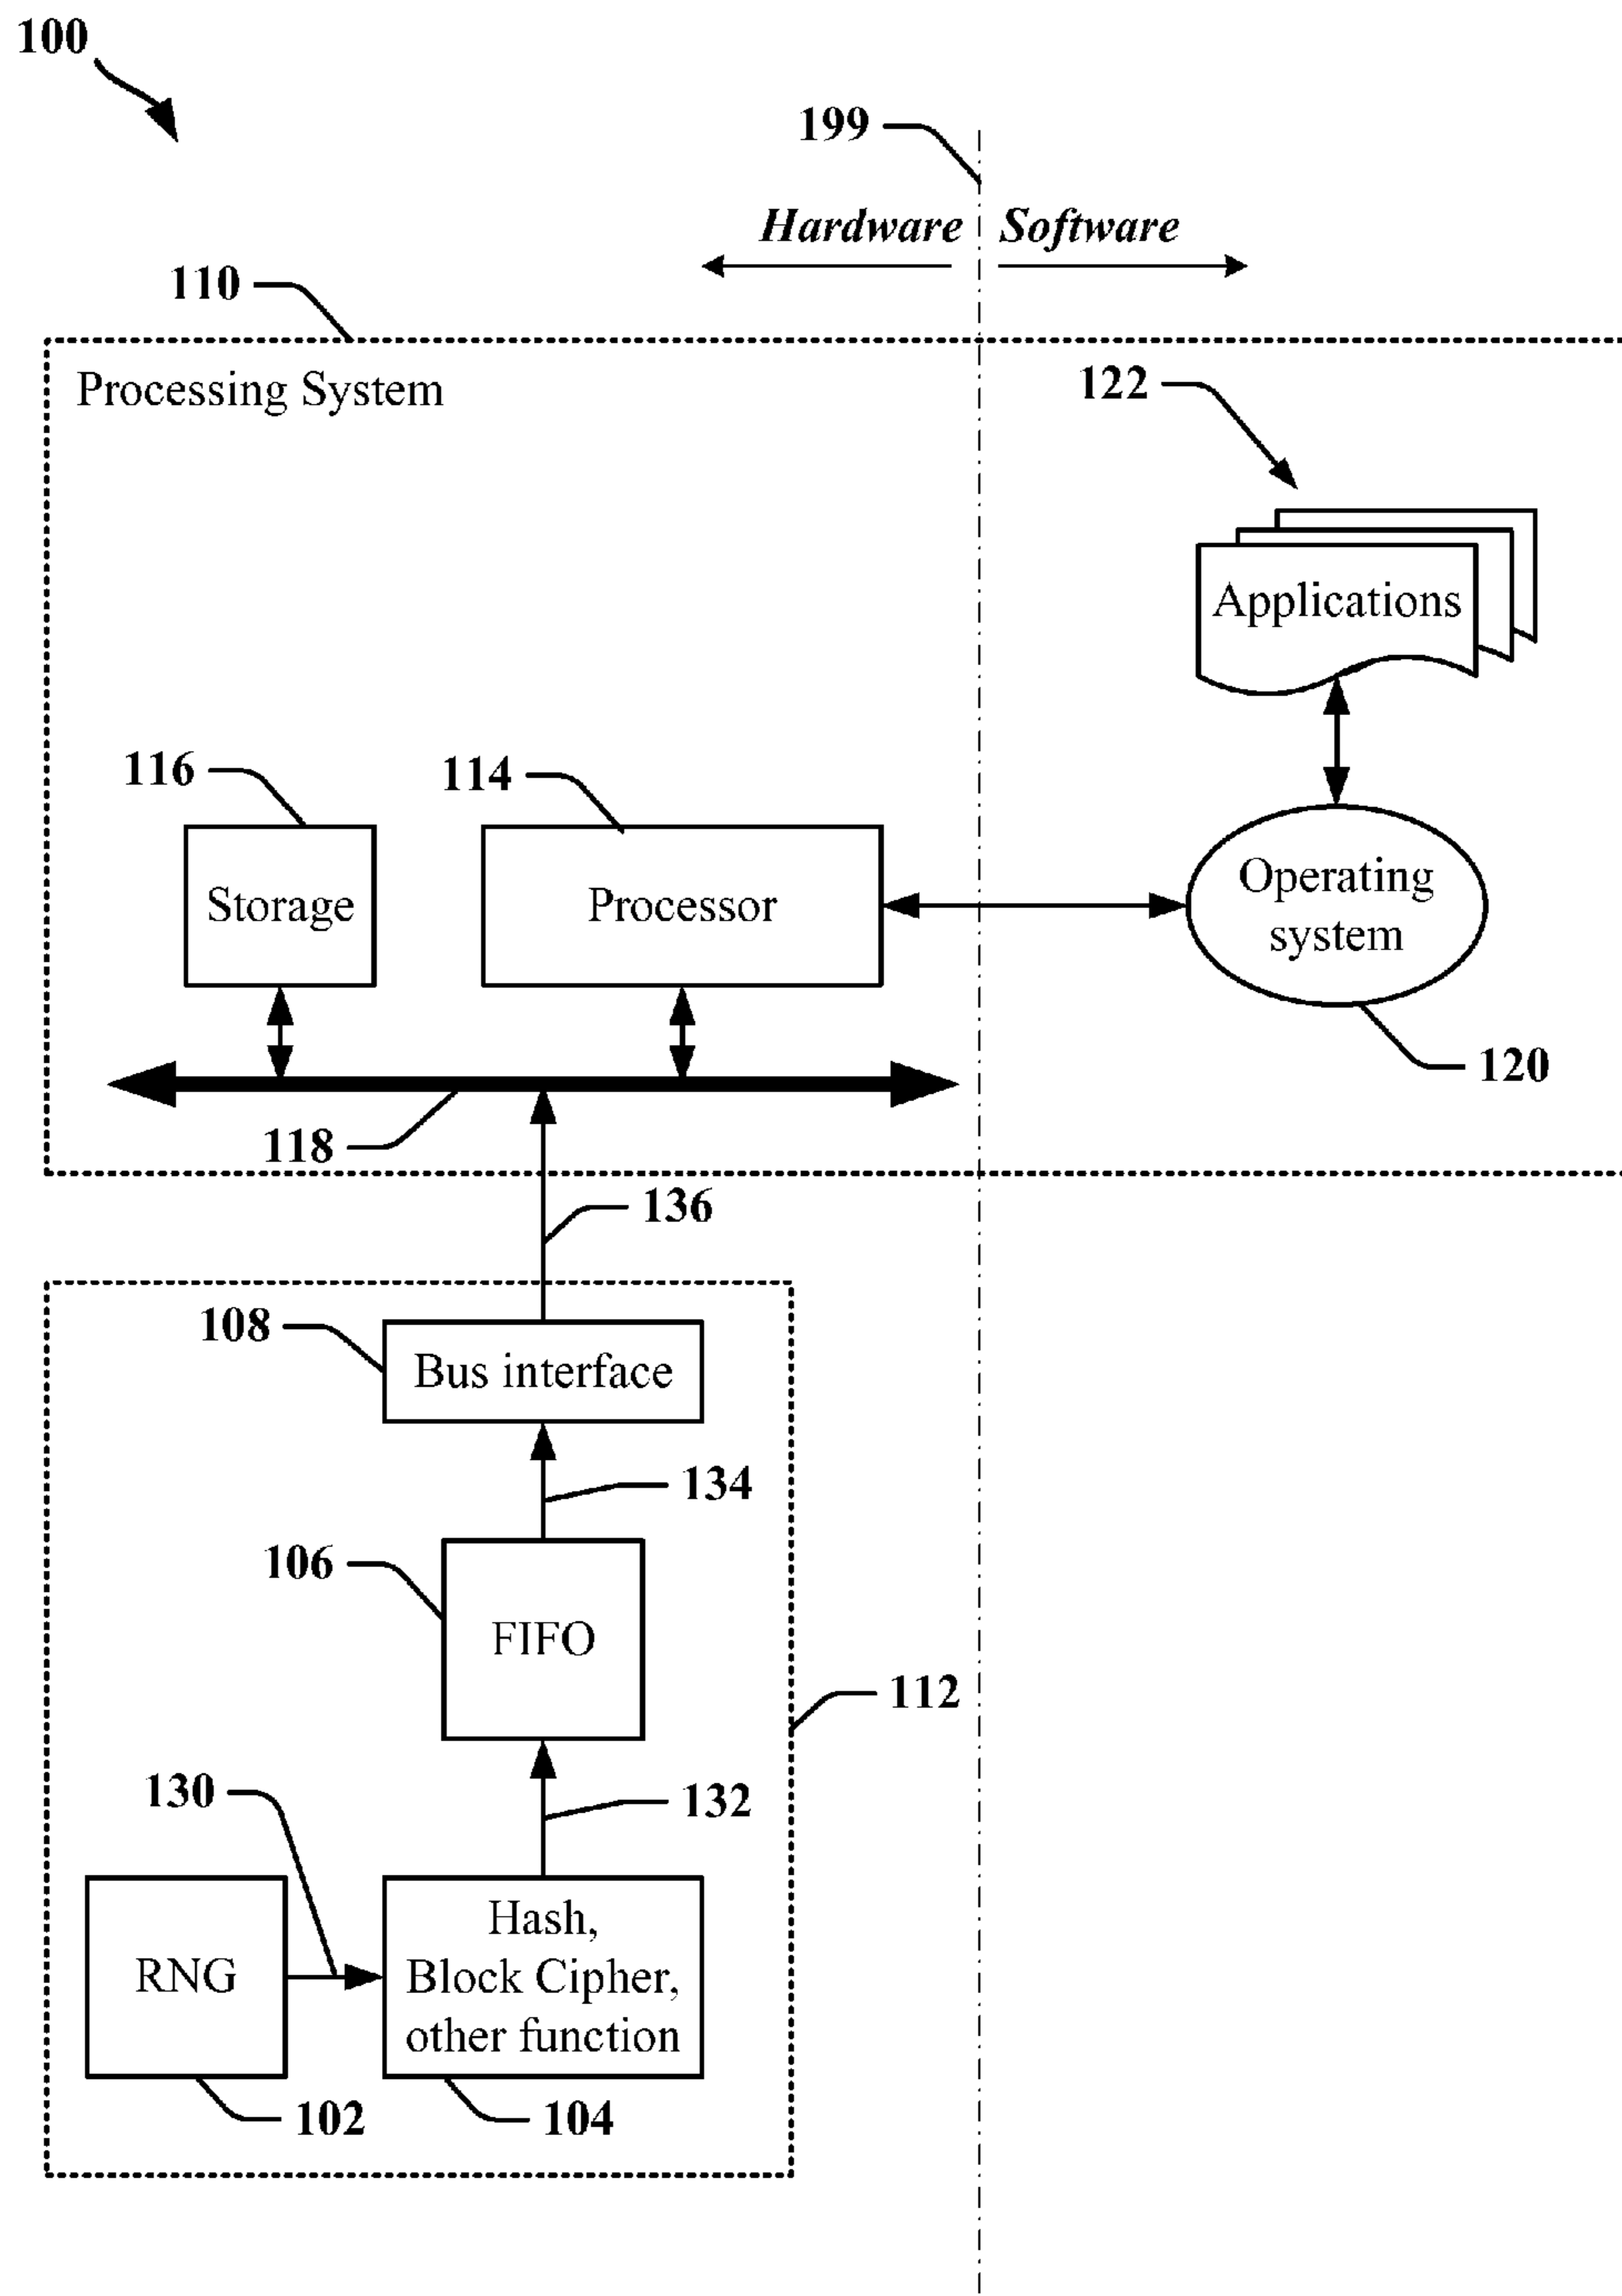 100
199
Hardware Software
110
Processing System
122
Applications
116
114
Storage
Processor
Operating
system
120
118
136
108
Bus interface
134
106
FIFO
112
130
132
RNG
Hash,
Block Cipher,
other function
102
104